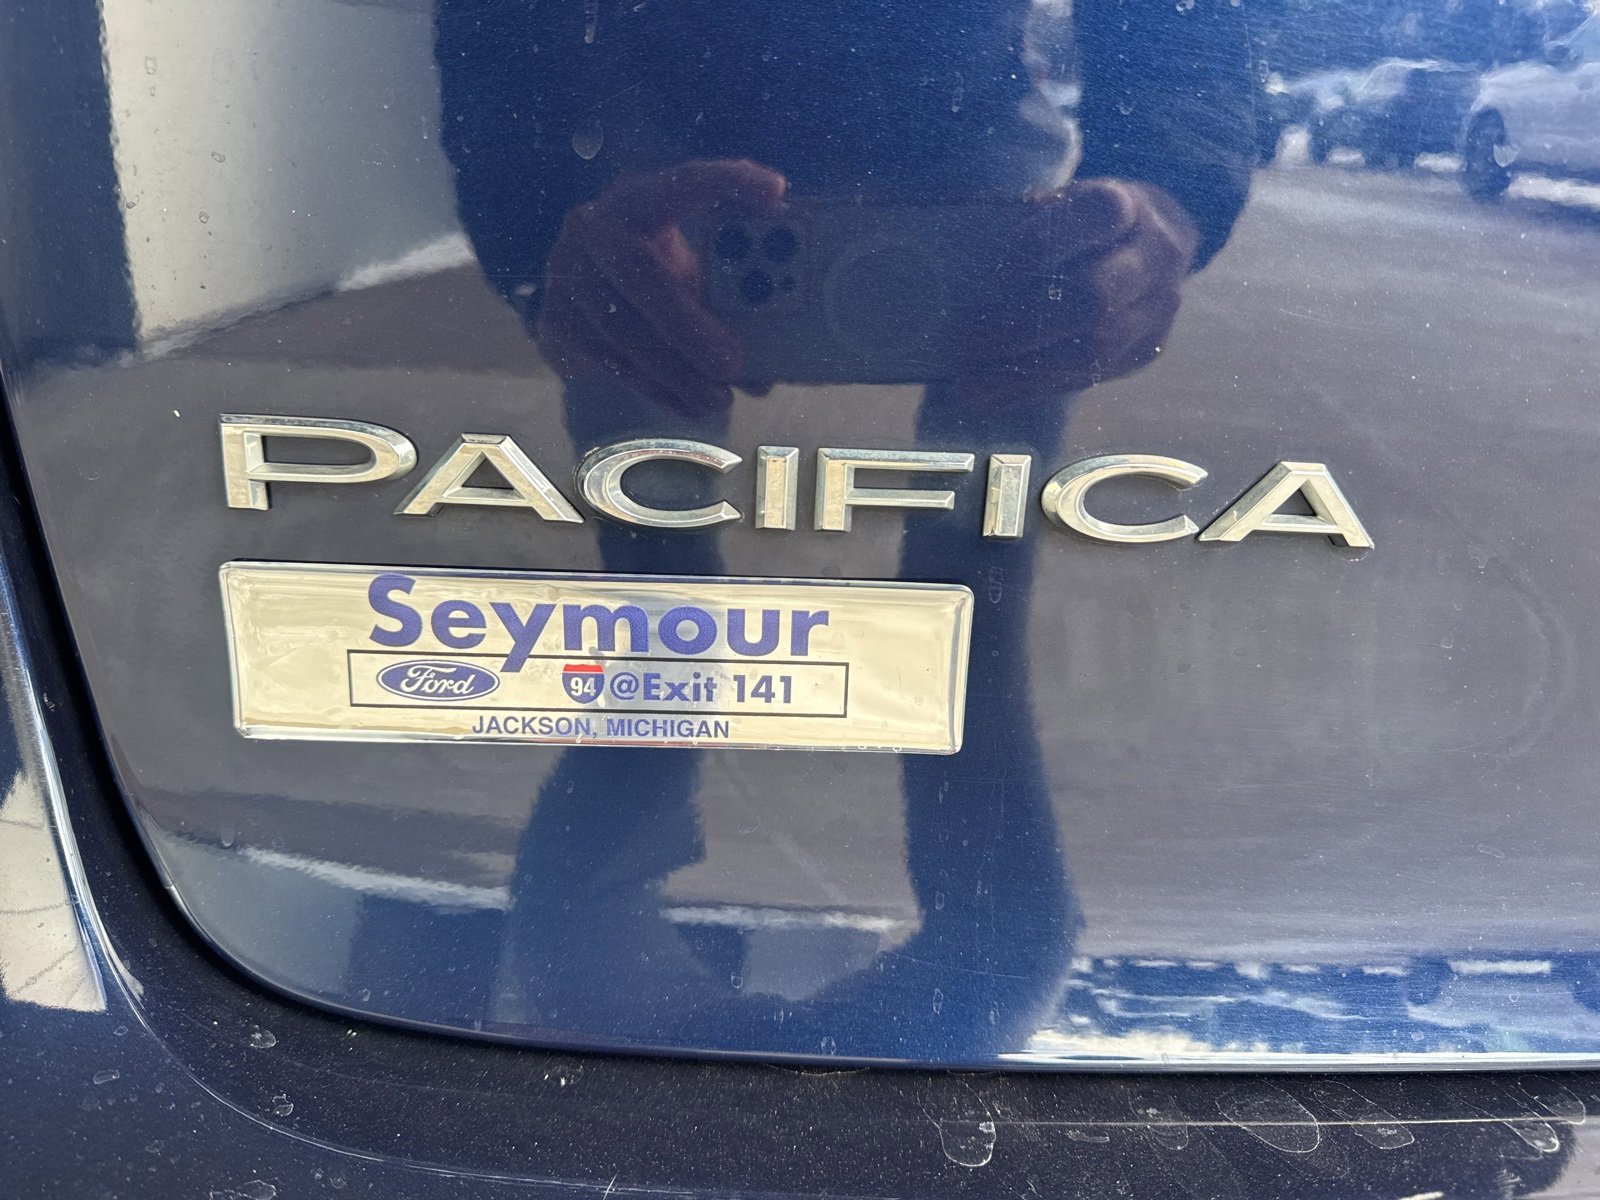 PACIFICA
Seymour
Ford 94 @Exit 141
JACKSON, MICHIGAN